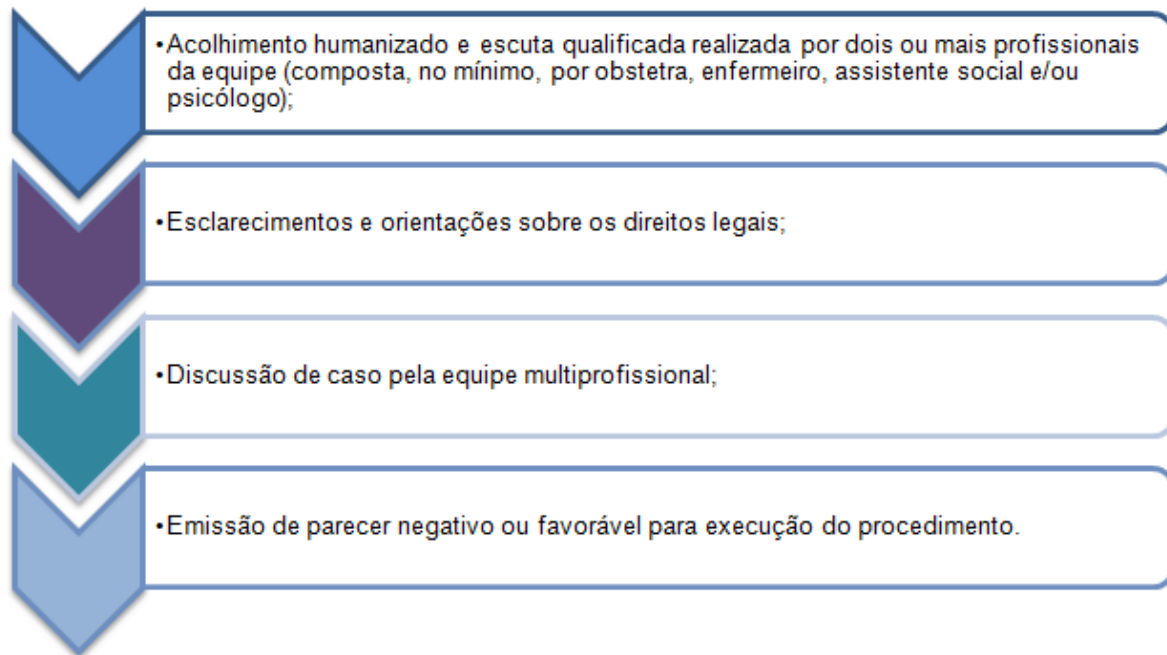 •Acolhimento humanizado e escuta qualificada realizada por dois ou mais profissionais
da equipe (composta, no mínimo, por obstetra, enfermeiro, assistente social e/ou
psicólogo);
•Esclarecimentos e orientações sobre os direitos legais;
•Discussão de caso pela equipe multiprofissional;
•Emissão de parecer negativo ou favorável para execução do procedimento.